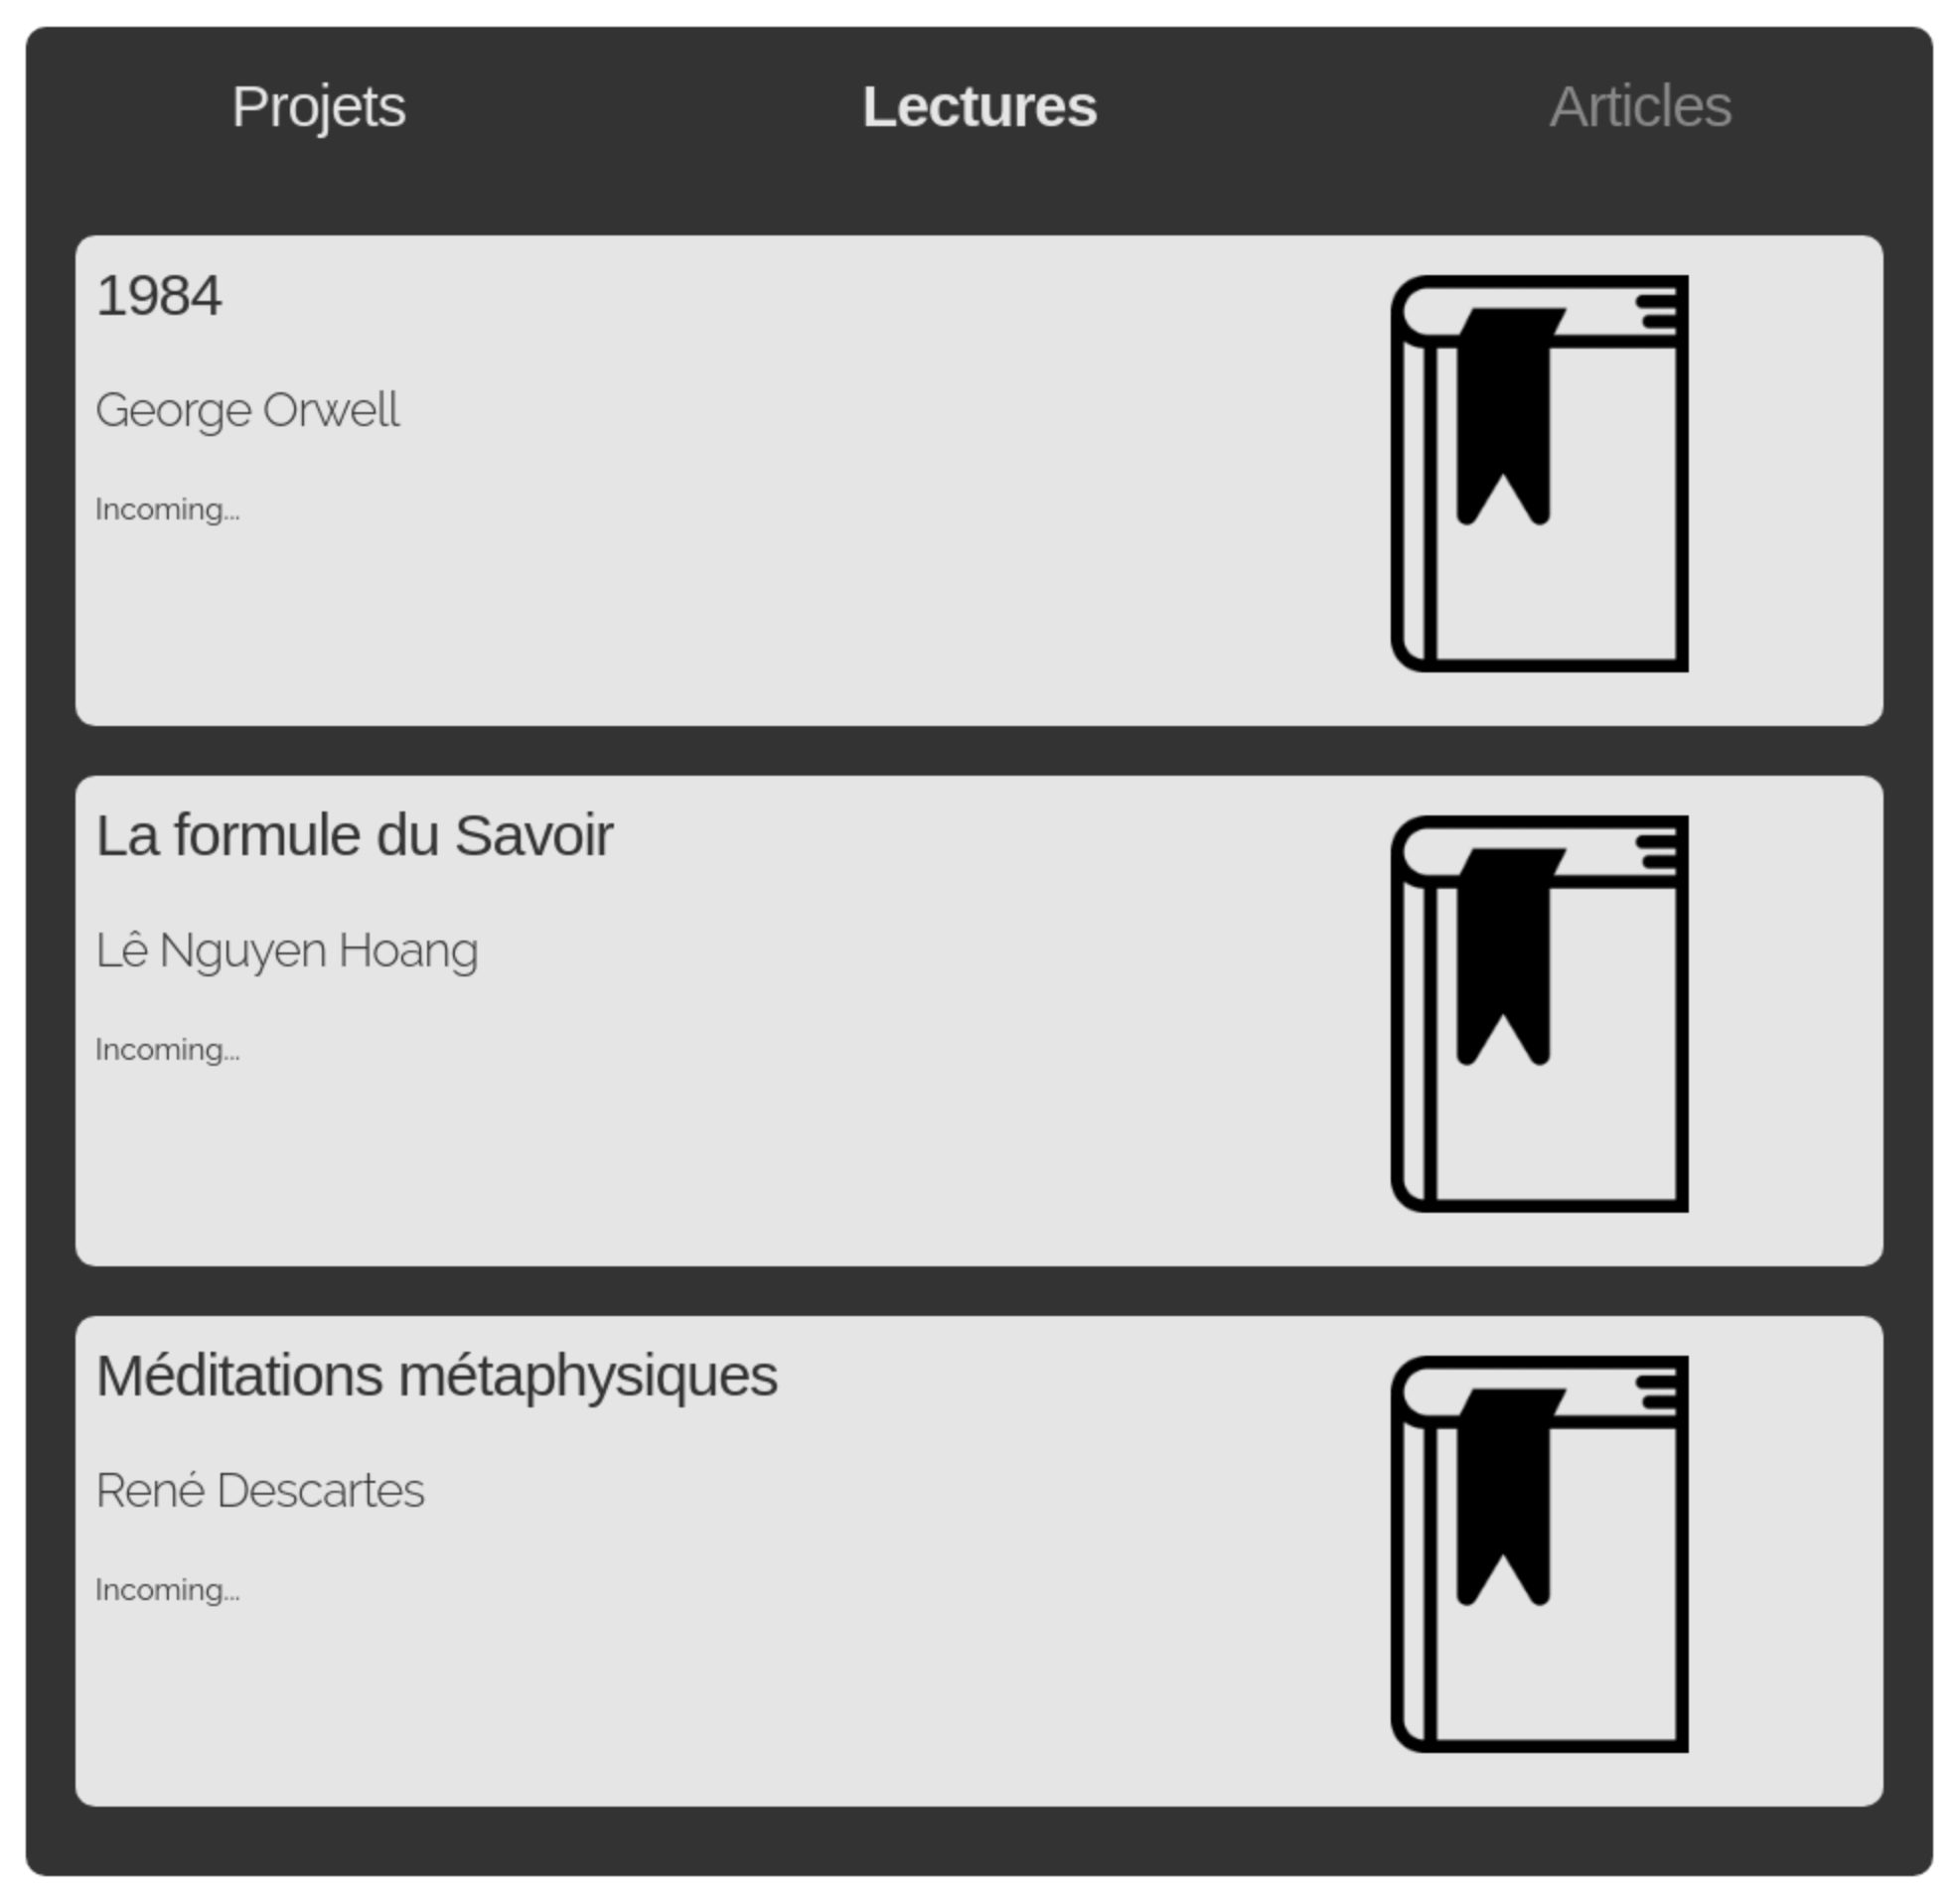 Projets
Lectures
Articles
1984
George Orwell
Incoming...
La formule du Savoir
Lê Nguyen Hoang
Incoming...
Méditations métaphysiques
René Descartes
Incoming...